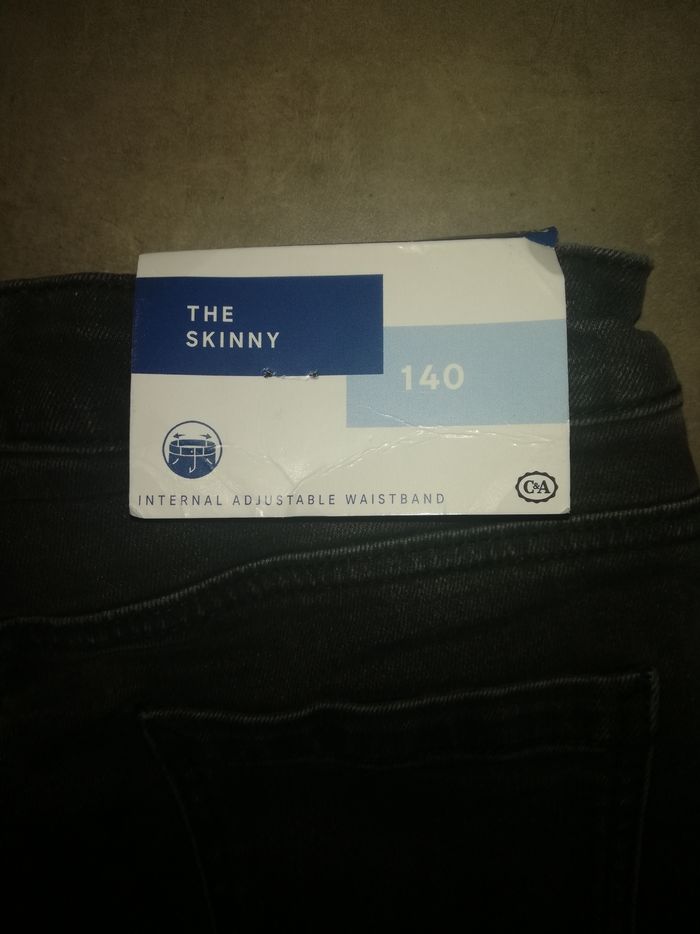 THE
SKINNY
140
INTERNAL ADJUSTABLE WAISTBAND
C&A